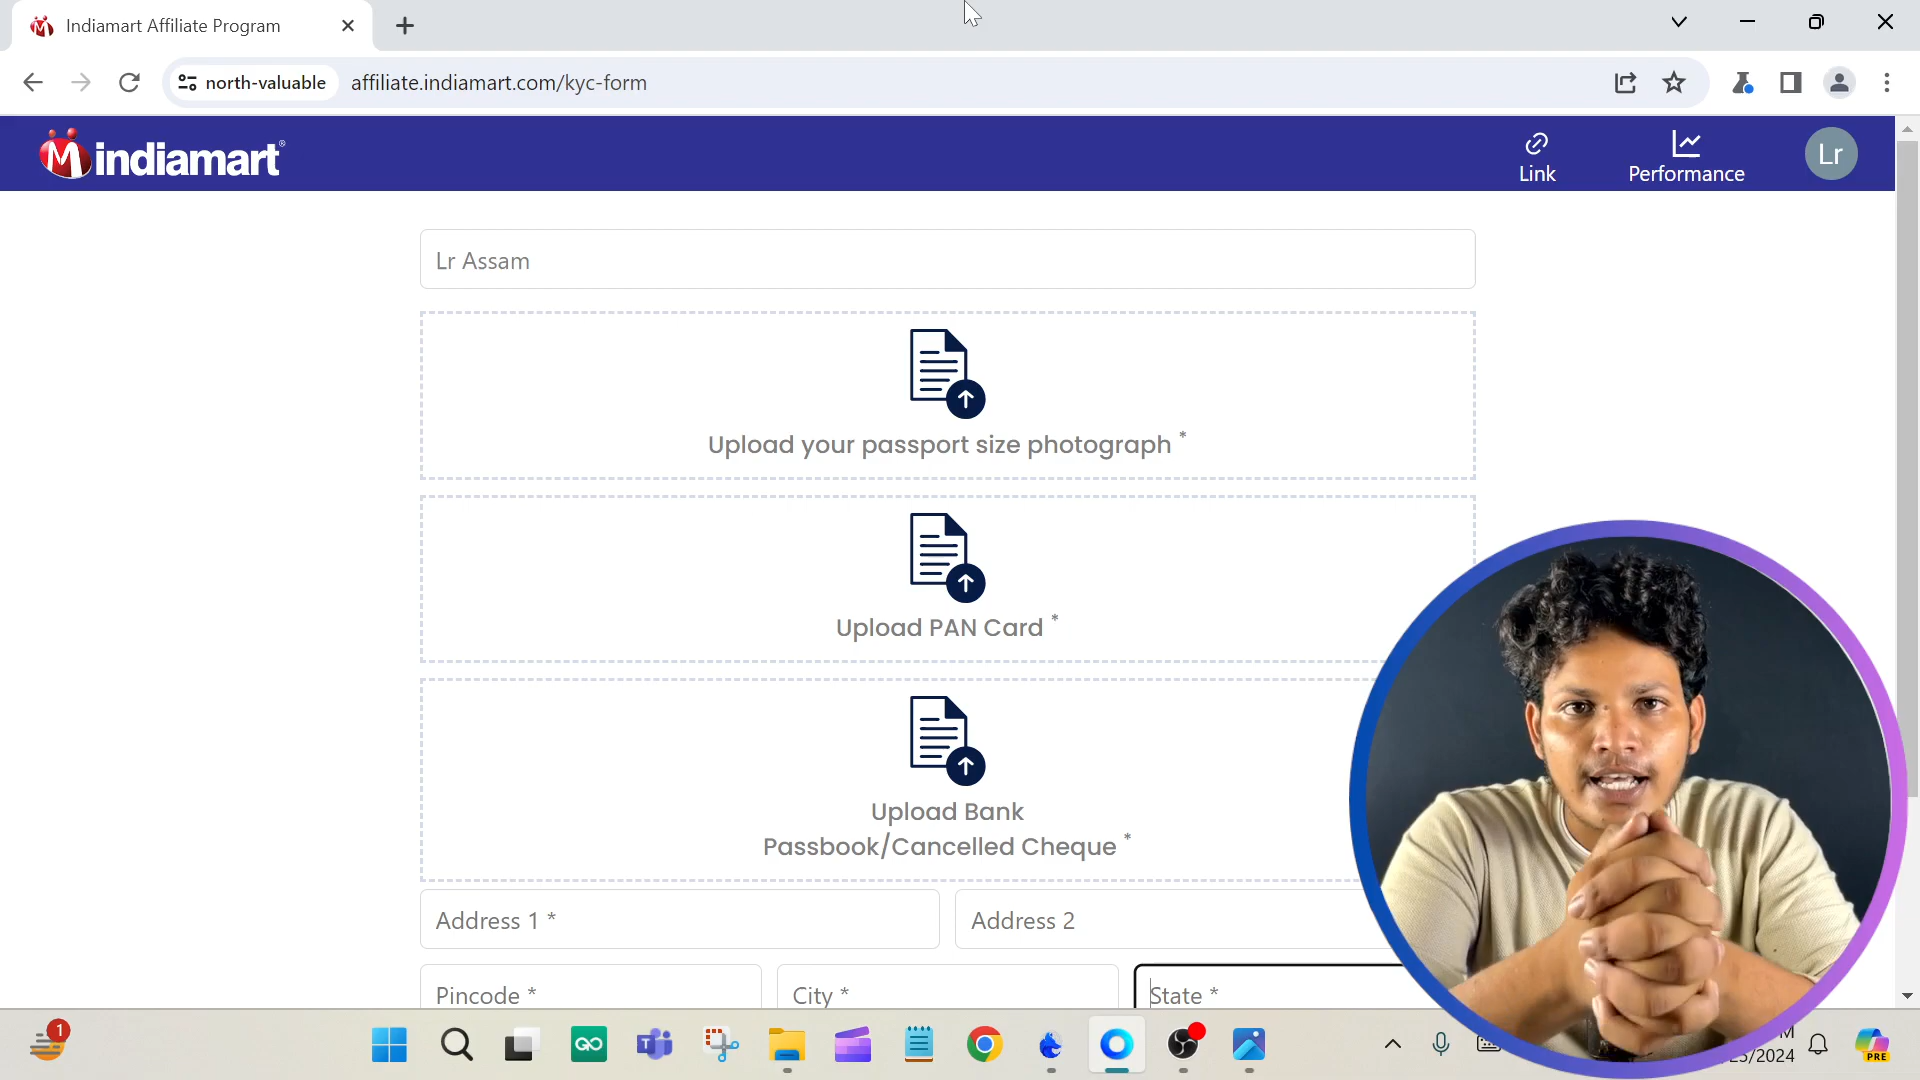 Indiamart Affiliate Program
north-valuable affiliate.indiamart.com/kyc-form
indiamart
Link
Performance
Lr
Lr Assam
Upload your passport size photograph *
Upload PAN Card *
Upload Bank
Passbook/Cancelled Cheque *
Address 1 *
Address 2
Pincode *
City *
State *
1
PRE